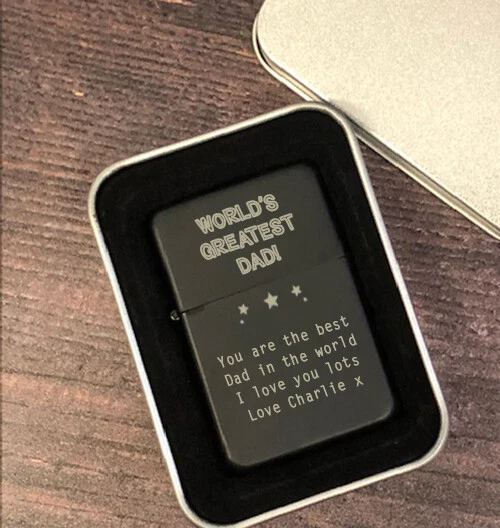 WORLD'S
GREATEST
DAD!
You are the best
Dad in the world
I love you lots
Love Charlie x